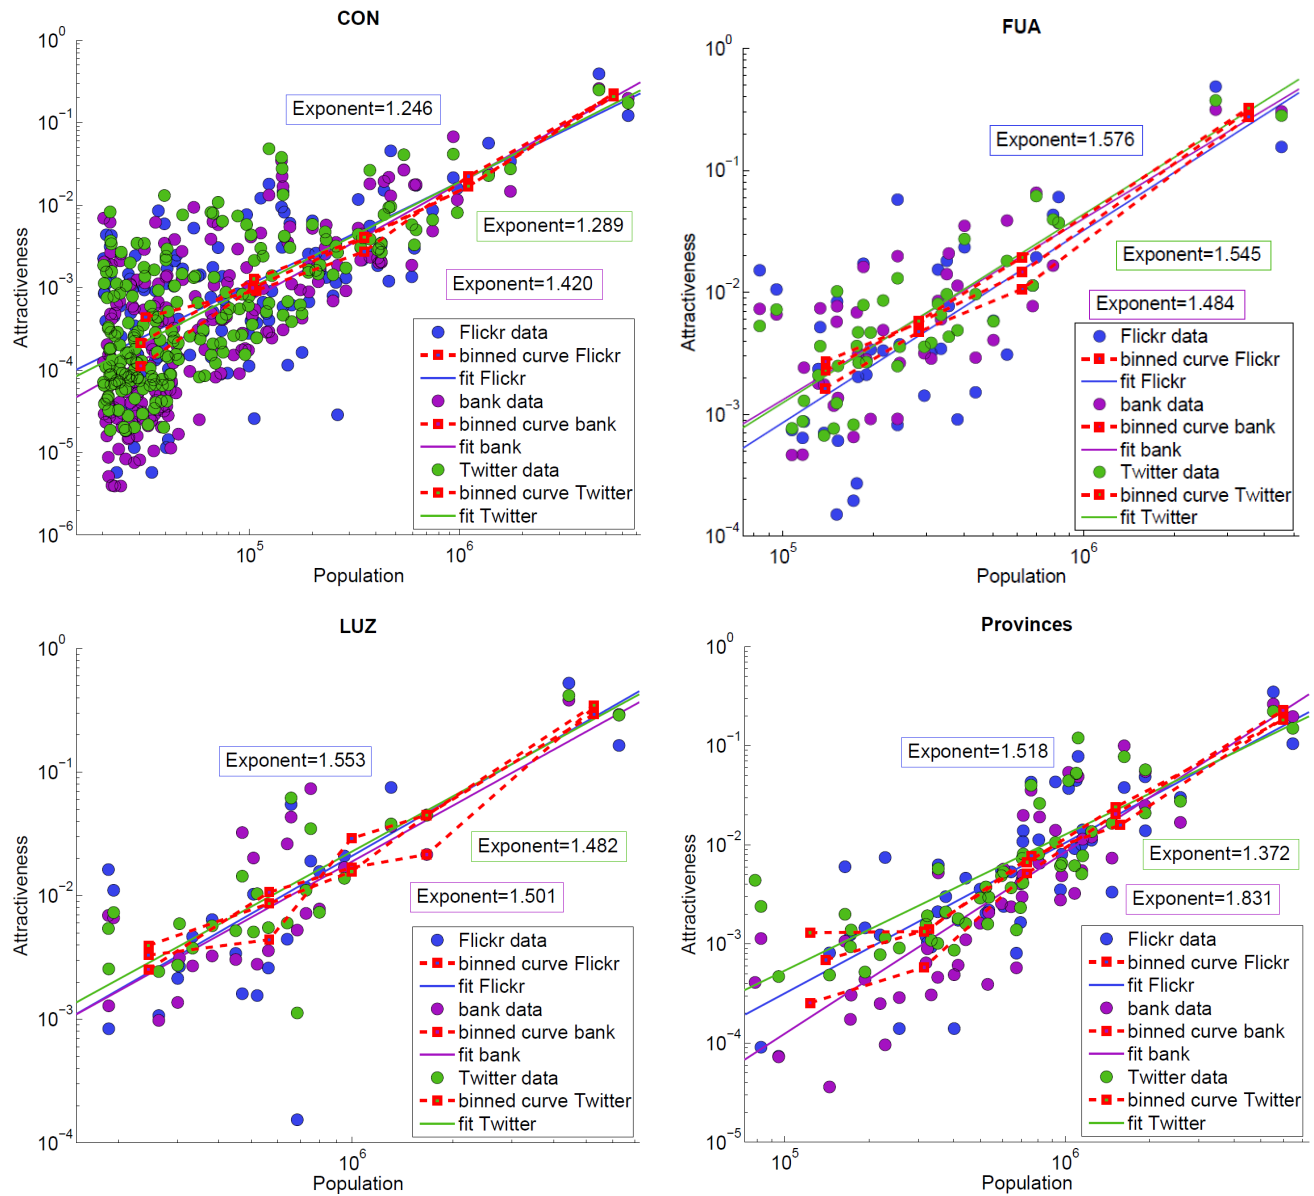 CON
10^0
10^-1
10^-2
10^-3
10^-4
10^-5
10^-6
Attractiveness
Exponent=1.246
Exponent=1.289
Exponent=1.420
Flickr data
binned curve Flickr
fit Flickr
bank data
binned curve bank
fit bank
Twitter data
binned curve Twitter
fit Twitter
10^5
10^6
Population
FUA
10^0
10^-1
10^-2
10^-3
10^-4
Attractiveness
Exponent=1.576
Exponent=1.545
Exponent=1.484
Flickr data
binned curve Flickr
fit Flickr
bank data
binned curve bank
fit bank
Twitter data
binned curve Twitter
fit Twitter
10^5
10^6
Population
LUZ
10^0
10^-1
10^-2
10^-3
10^-4
Attractiveness
Exponent=1.553
Exponent=1.482
Exponent=1.501
Flickr data
binned curve Flickr
fit Flickr
bank data
binned curve bank
fit bank
Twitter data
binned curve Twitter
fit Twitter
10^6
Population
Provinces
10^0
10^-1
10^-2
10^-3
10^-4
10^-5
Attractiveness
Exponent=1.518
Exponent=1.372
Exponent=1.831
Flickr data
binned curve Flickr
fit Flickr
bank data
binned curve bank
fit bank
Twitter data
binned curve Twitter
fit Twitter
10^5
10^6
Population